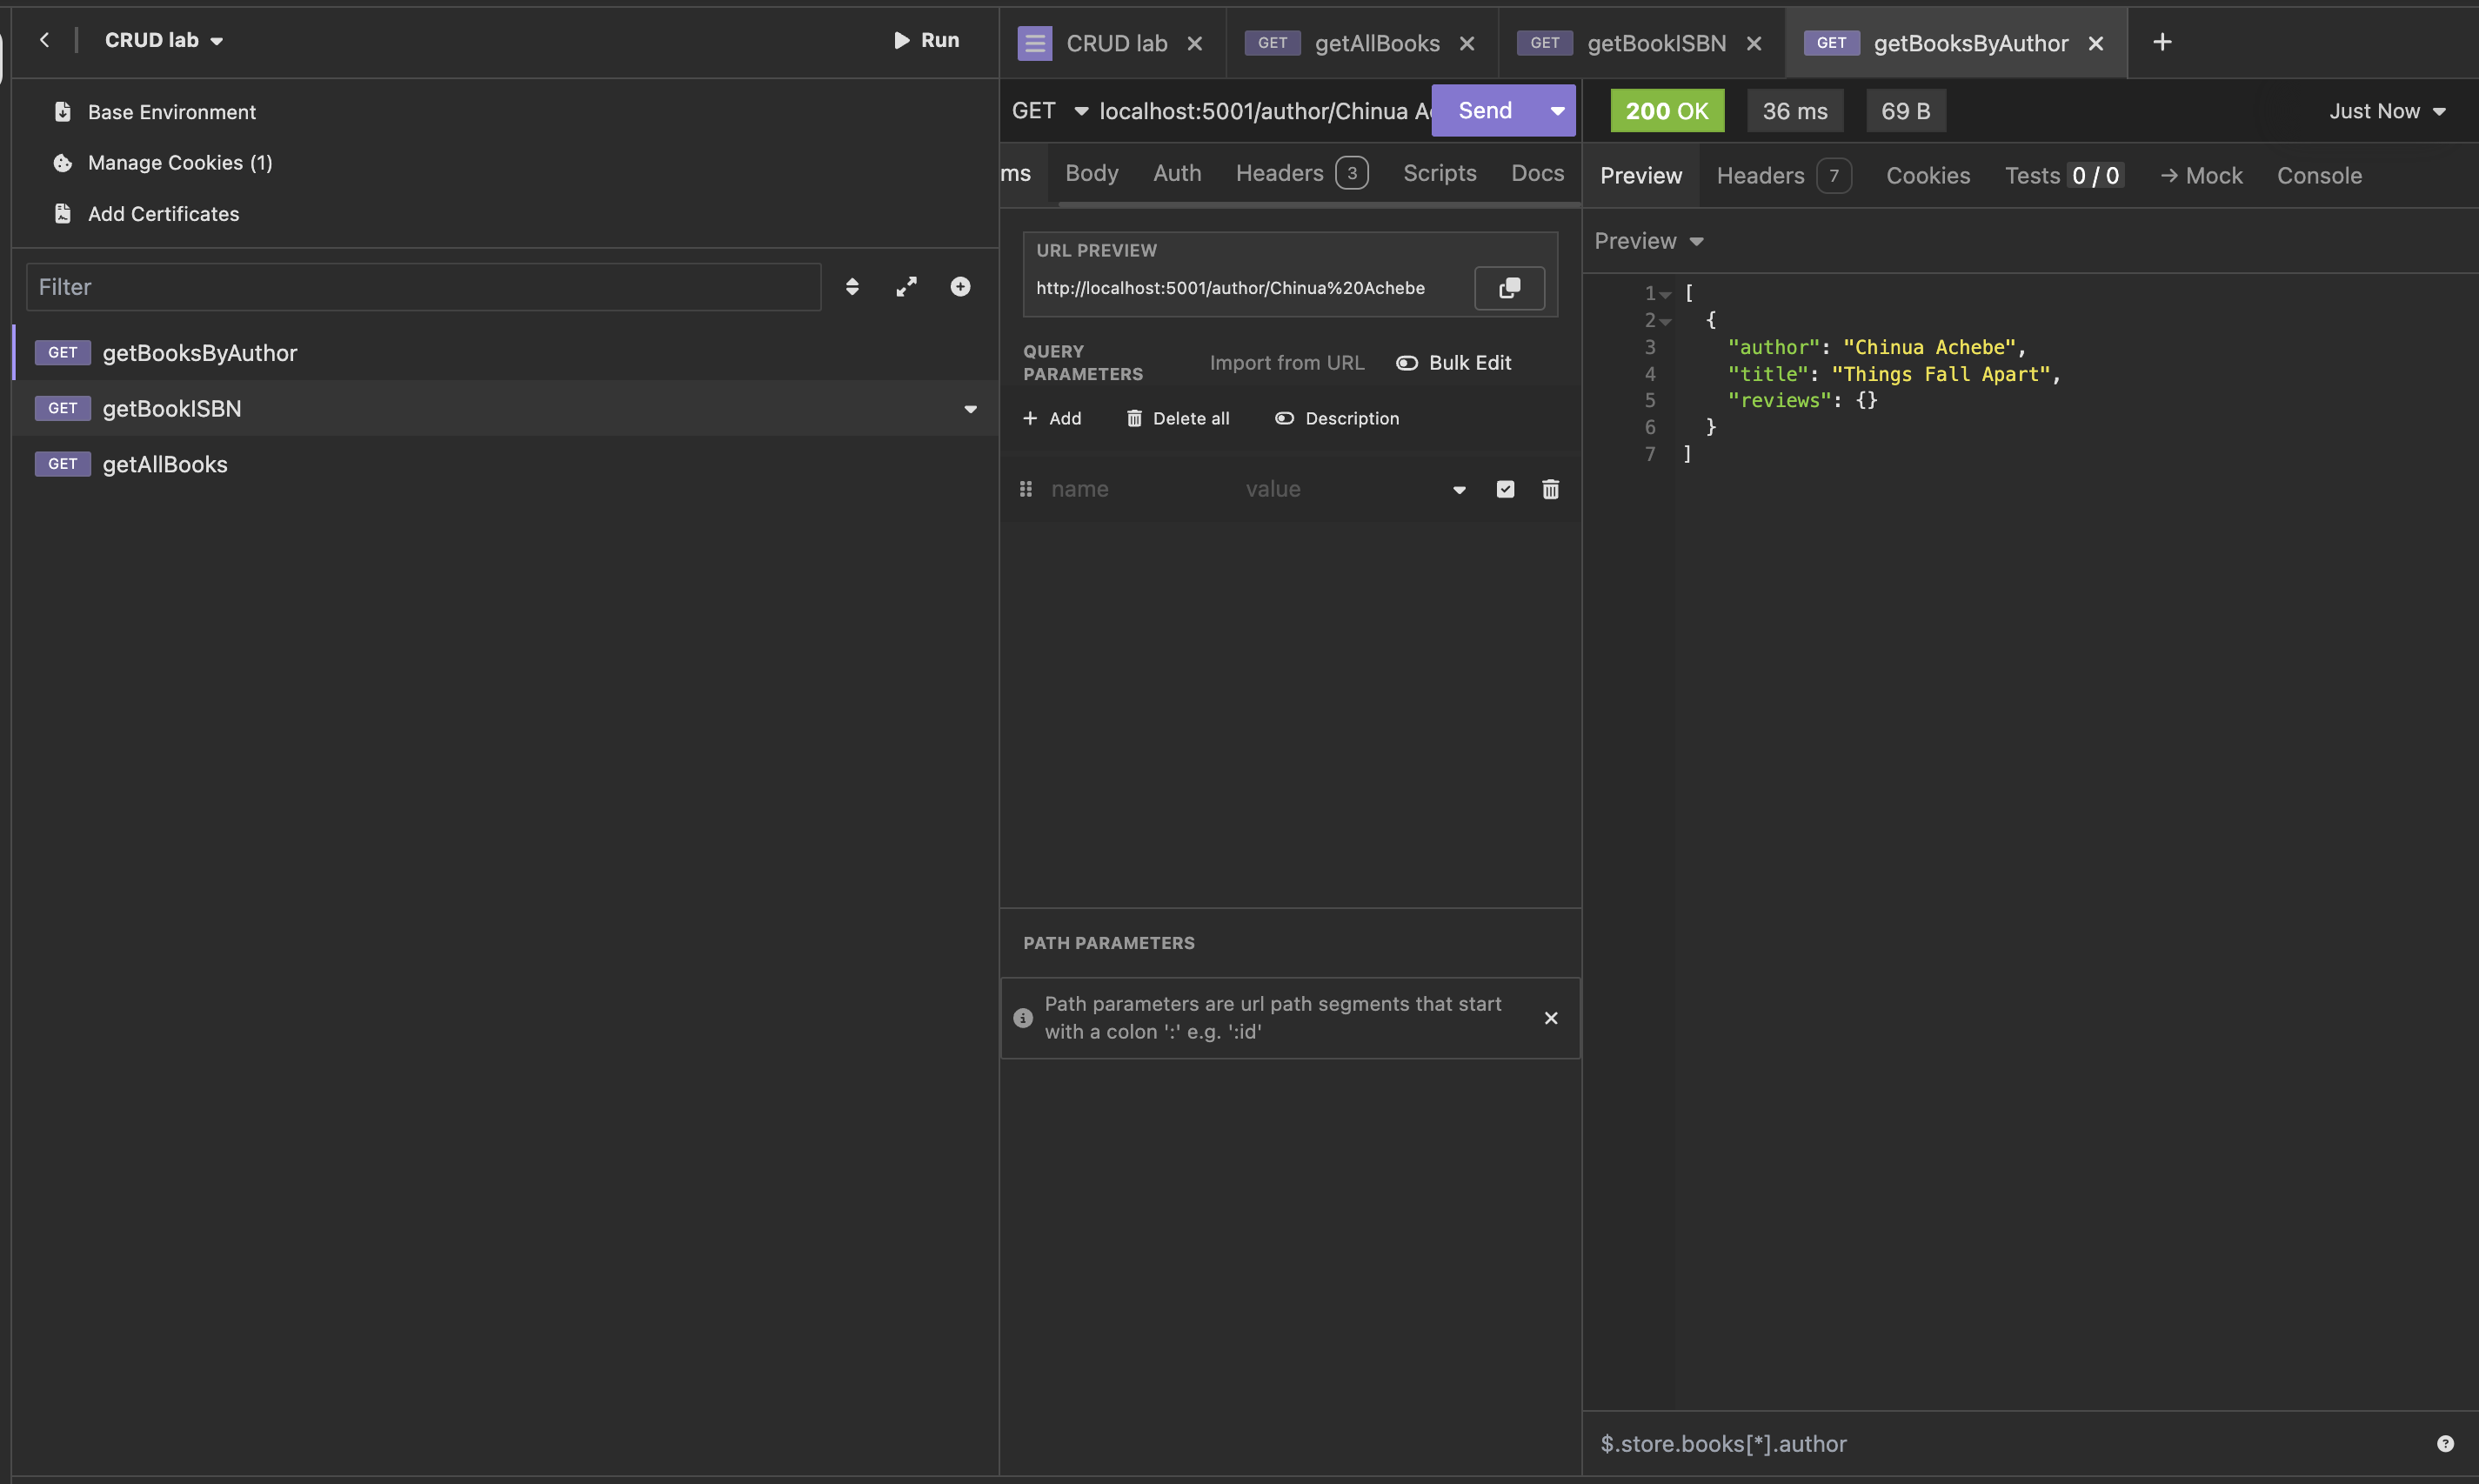 CRUD lab
Run
Base Environment
Manage Cookies (1)
Add Certificates
Filter
GET getBooksByAuthor
GET getBookISBN
GET getAllBooks
CRUD lab
GET getAllBooks
GET getBookISBN
GET getBooksByAuthor
GET localhost:5001/author/Chinua A
Send
ms Body Auth Headers 3 Scripts Docs
URL PREVIEW
http://localhost:5001/author/Chinua%20Achebe
QUERY
PARAMETERS
Import from URL
Bulk Edit
Add
Delete all
Description
name value
PATH PARAMETERS
Path parameters are url path segments that start
with a colon ':' e.g. ':id'
200 OK 36 ms 69 B
Just Now
Preview Headers 7 Cookies Tests 0 / 0 → Mock Console
Preview
1 [
2 {
3 "author": "Chinua Achebe",
4 "title": "Things Fall Apart",
5 "reviews": {}
6 }
7 ]
$.store.books[*].author